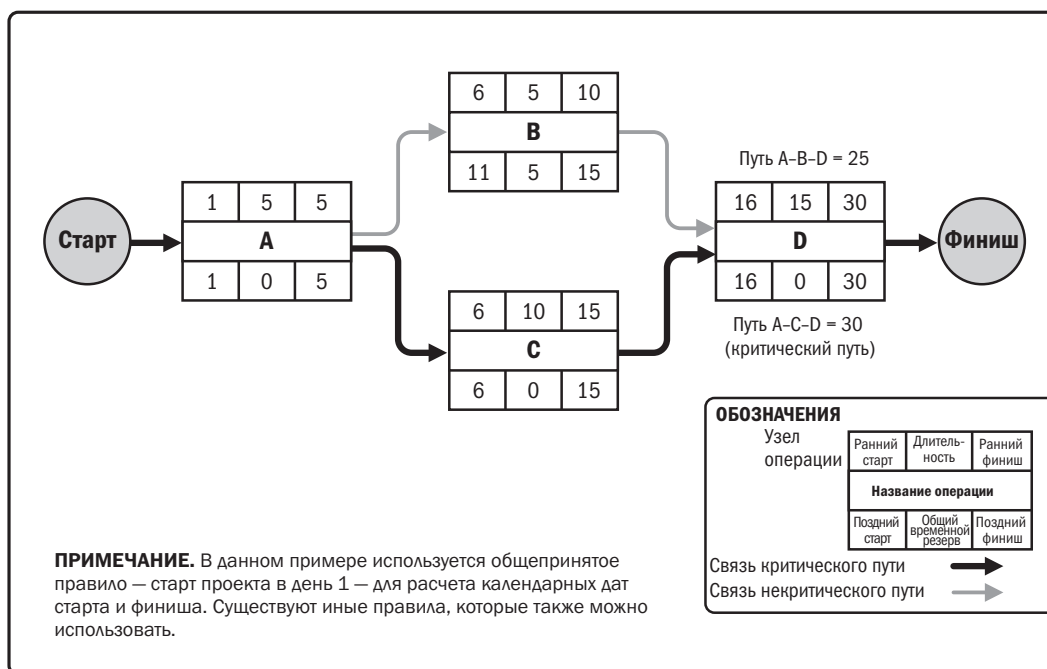 6 5 10
B
11 5 15
Путь A–B–D = 25
1 5 5
A
1 0 5
Старт
16 15 30
D
16 0 30
Финиш
6 10 15
C
6 0 15
Путь A–C–D = 30
(критический путь)
ОБОЗНАЧЕНИЯ
Узел
операции
Ранний
старт
Длитель-
ность
Ранний
финиш
Название операции
Поздний
старт
Общий
временной
резерв
Поздний
финиш
Связь критического пути
Связь некритического пути
ПРИМЕЧАНИЕ. В данном примере используется общепринятое
правило — старт проекта в день 1 — для расчета календарных дат
старта и финиша. Существуют иные правила, которые также можно
использовать.